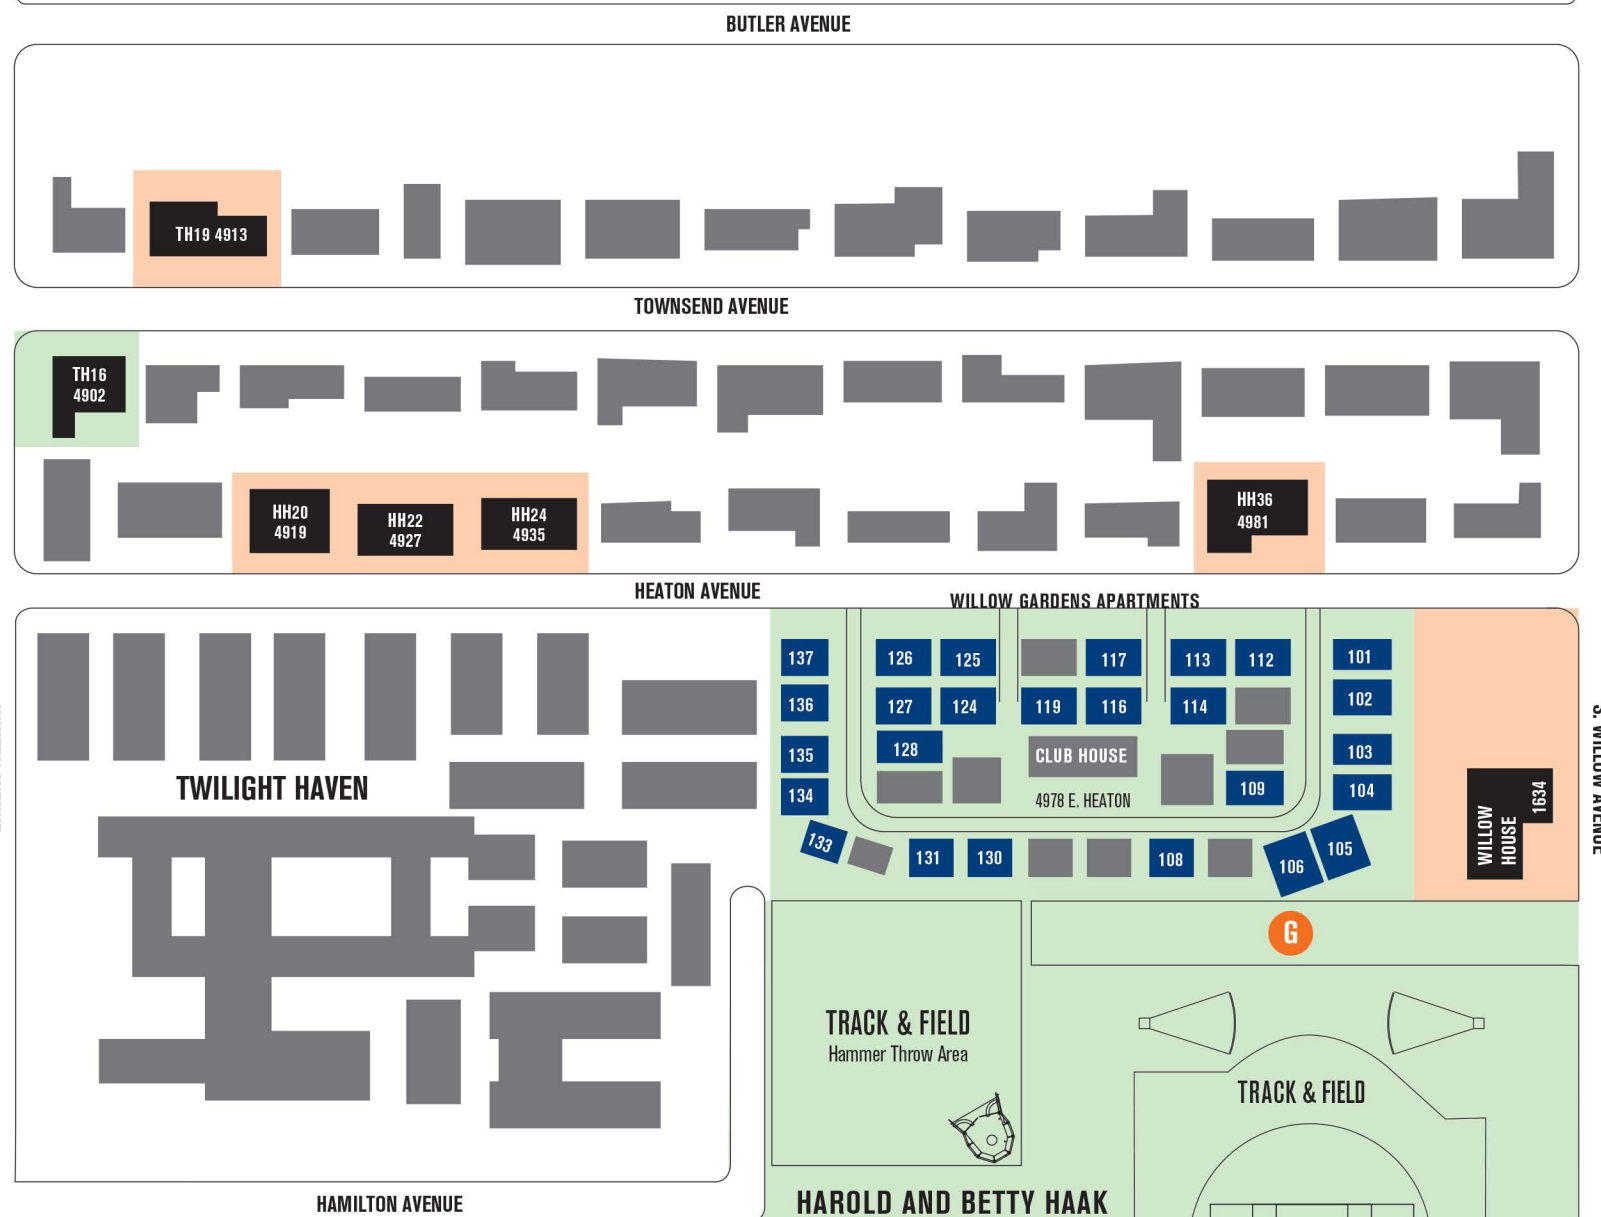 BUTLER AVENUE
TH19 4913
TOWNSEND AVENUE
TH16
4902
HH20
4919
HH22
4927
HH24
4935
HH36
4981
HEATON AVENUE
WILLOW GARDENS APARTMENTS
137
126
125
117
113
112
101
136
127
124
119
116
114
102
135
128
CLUB HOUSE
103
134
4978 E. HEATON
109
104
133
131
130
108
106
105
WILLOW
HOUSE
1634
S. WILLOW AVENUE
TWILIGHT HAVEN
G
TRACK & FIELD
Hammer Throw Area
TRACK & FIELD
HAMILTON AVENUE
HAROLD AND BETTY HAAK